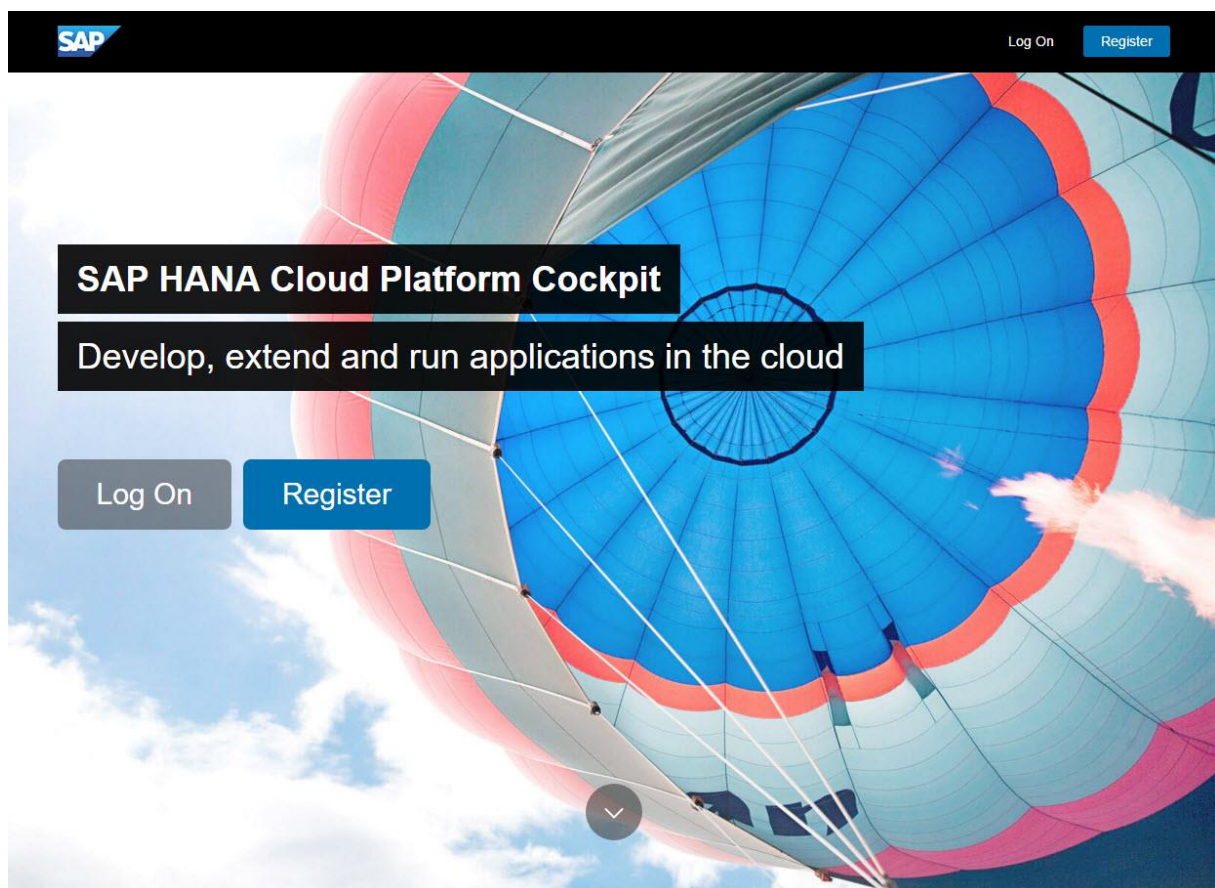 SAP
Log On
Register
SAP HANA Cloud Platform Cockpit
Develop, extend and run applications in the cloud
Log On
Register